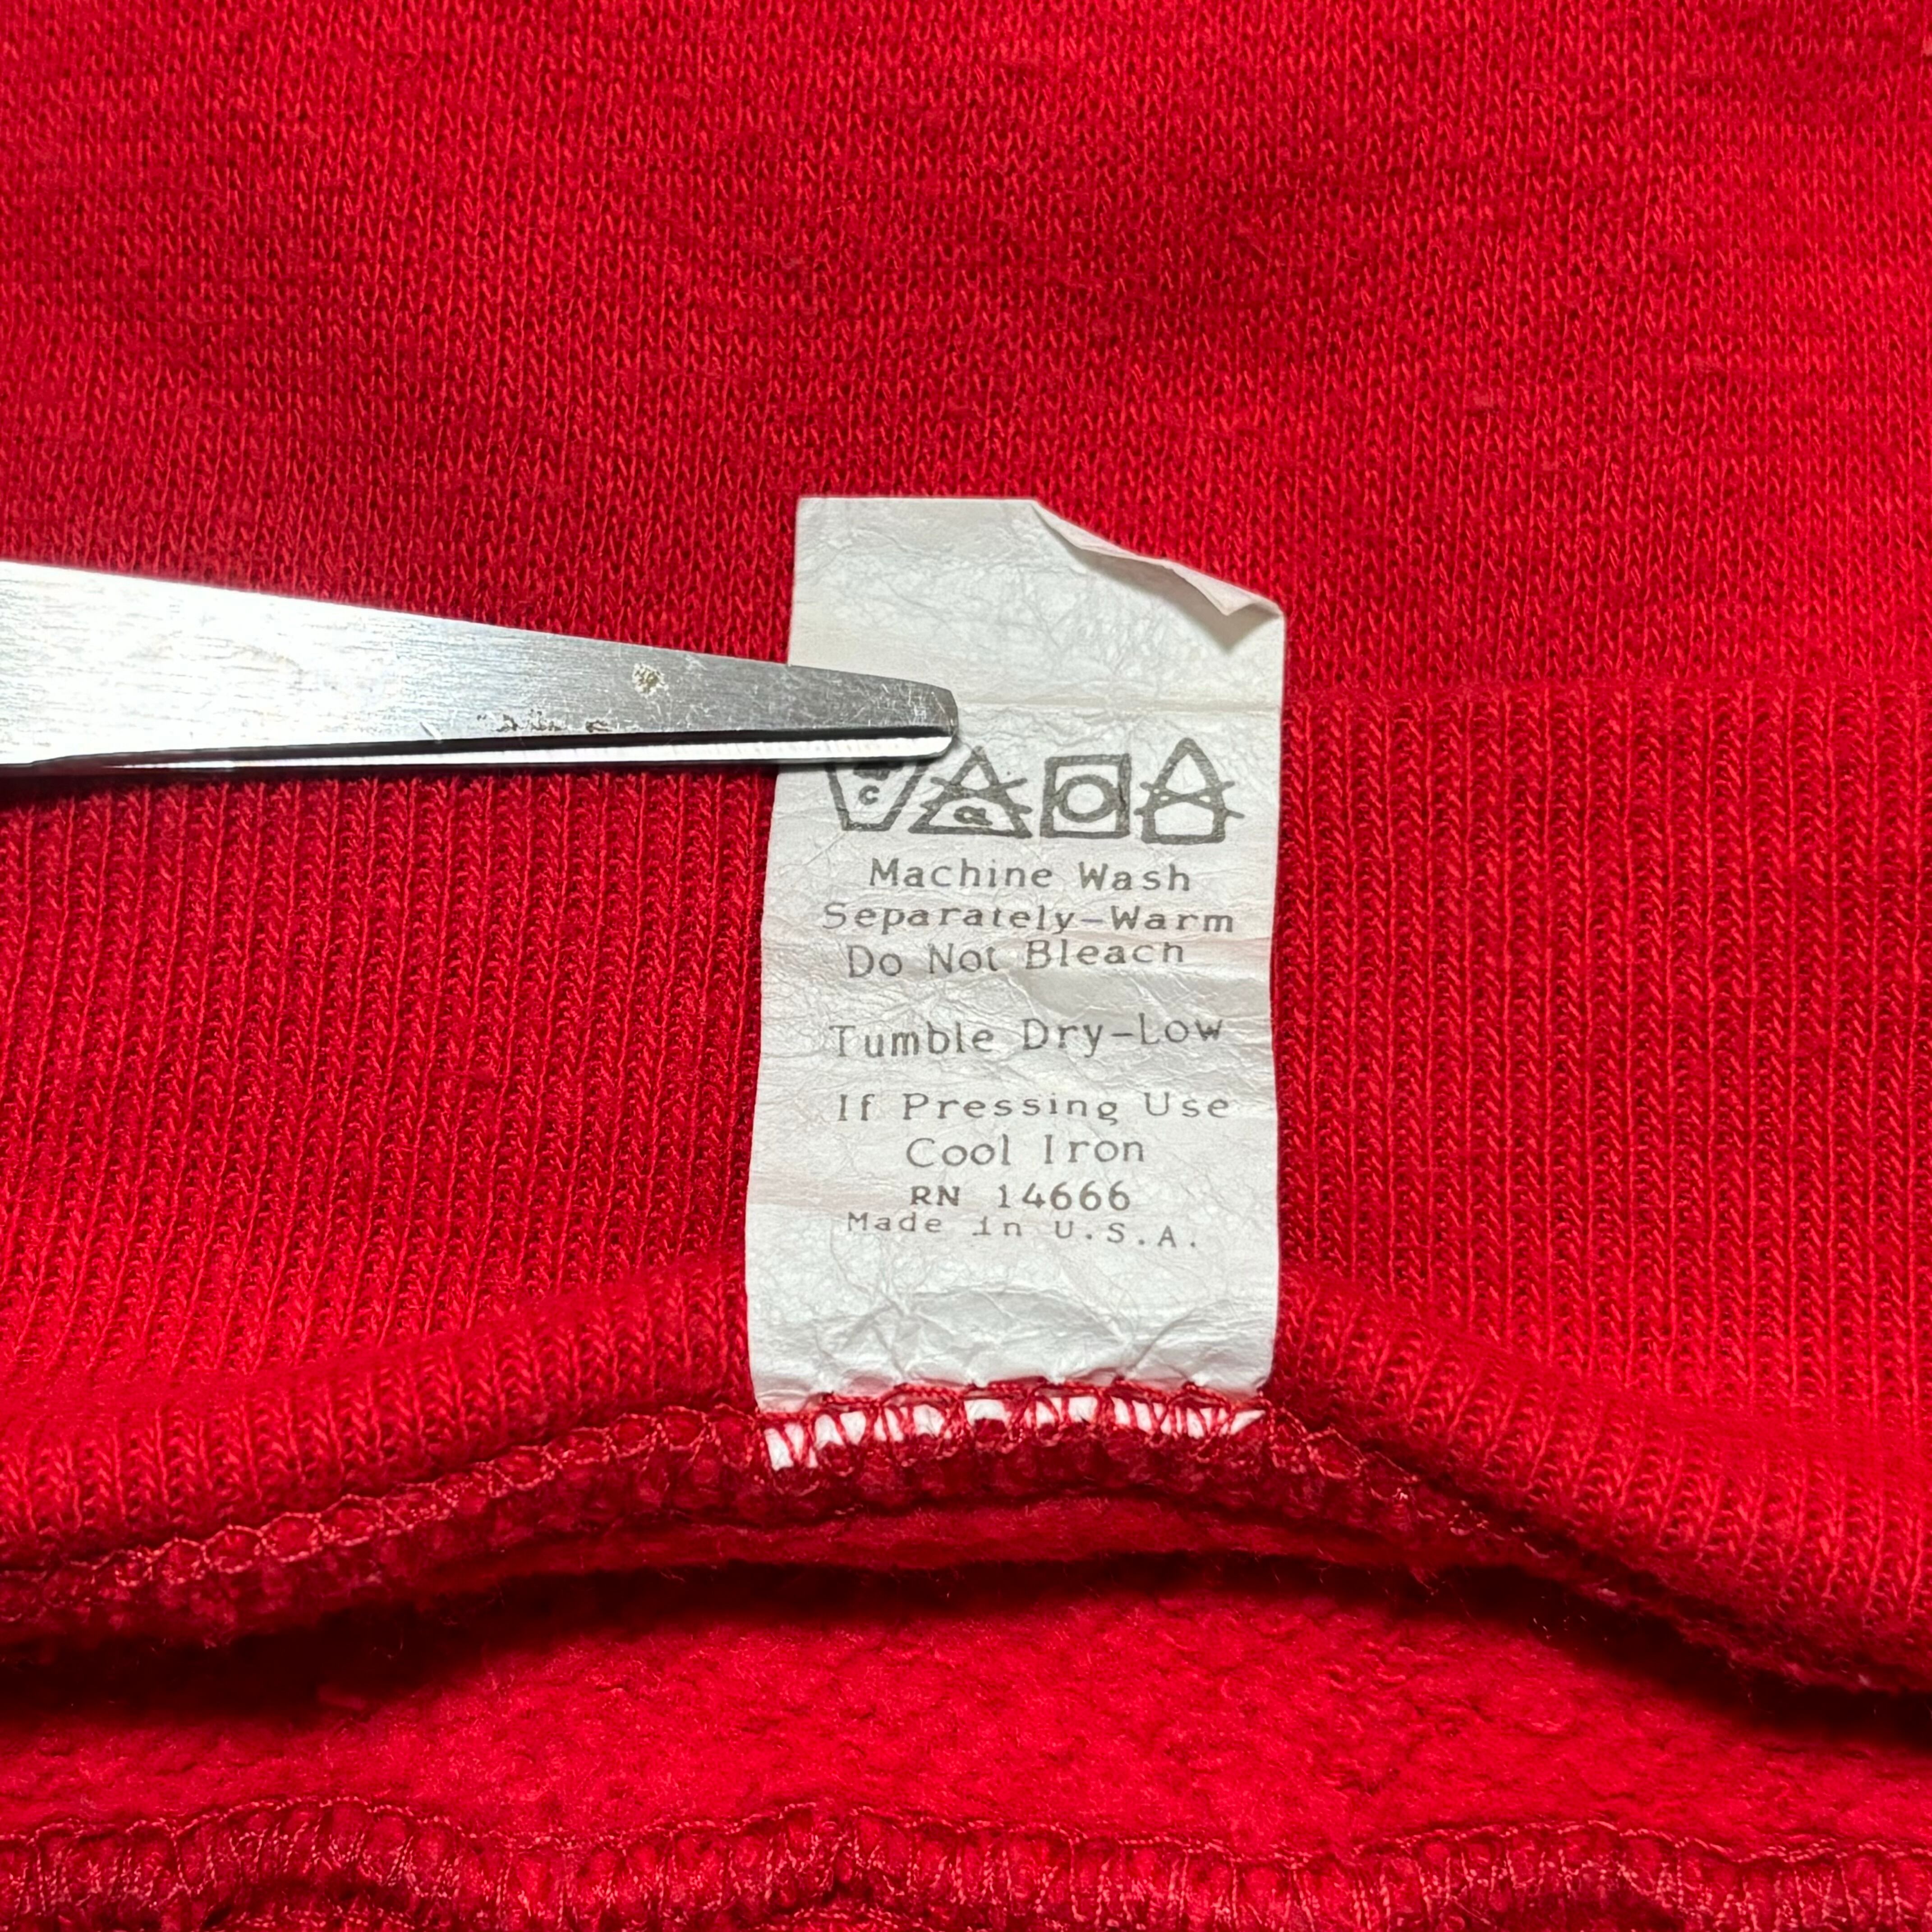 C
CL
Machine Wash
Separately-Warm
Do Not Bleach
Tumble Dry-Low
If Pressing Use
Cool Iron
RN 14666
Made in U.S.A.